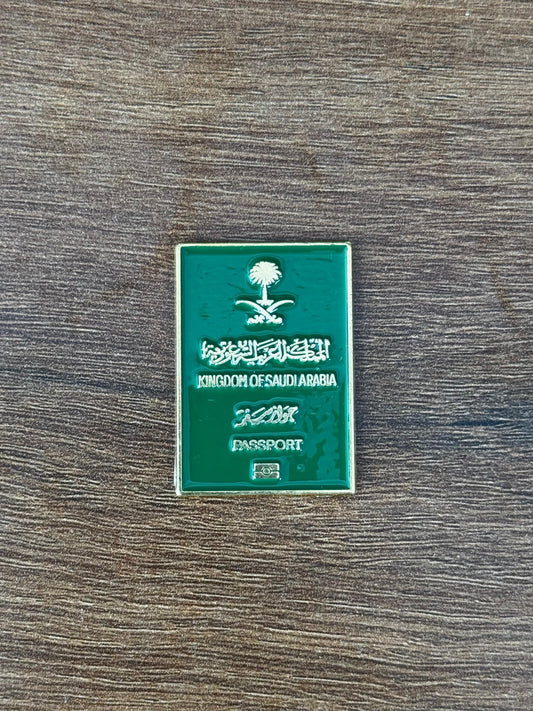 المملكة العربية السعودية
KINGDOM OF SAUDI ARABIA
جواز سفر
PASSPORT